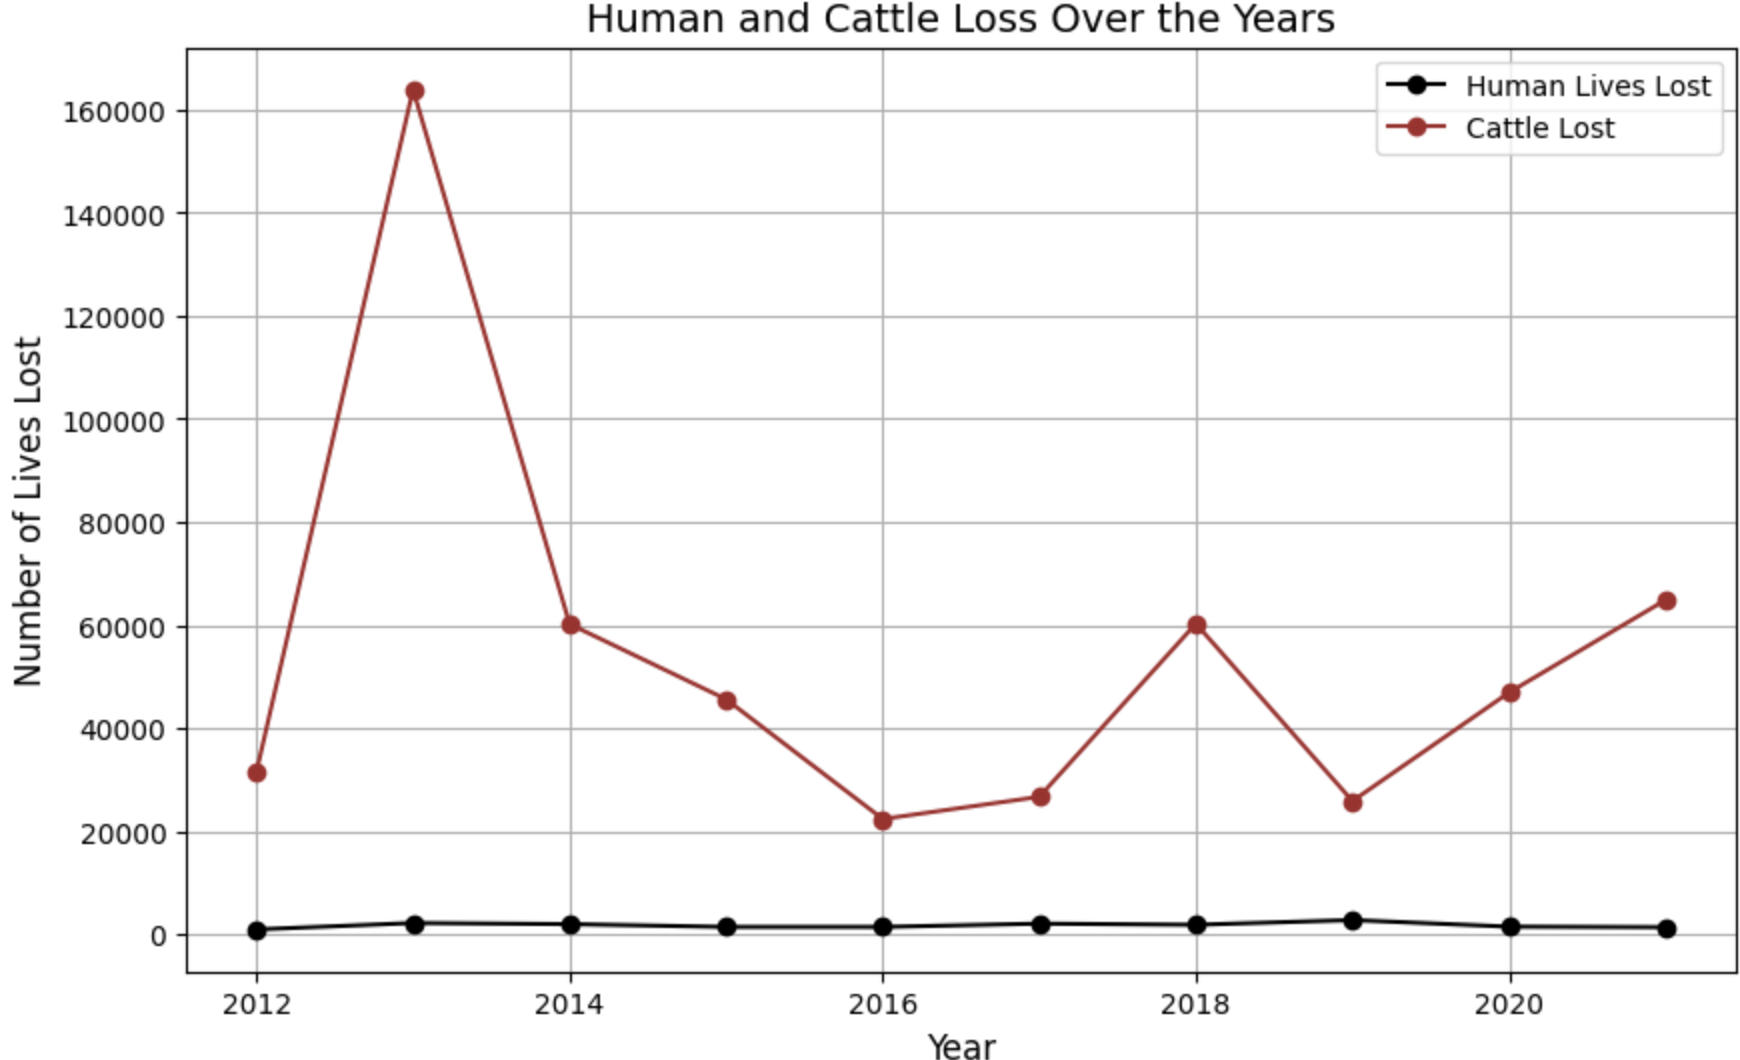 Human and Cattle Loss Over the Years
Human Lives Lost
Cattle Lost
Number of Lives Lost
160000
140000
120000
100000
80000
60000
40000
20000
0
2012 2014 2016 2018 2020
Year